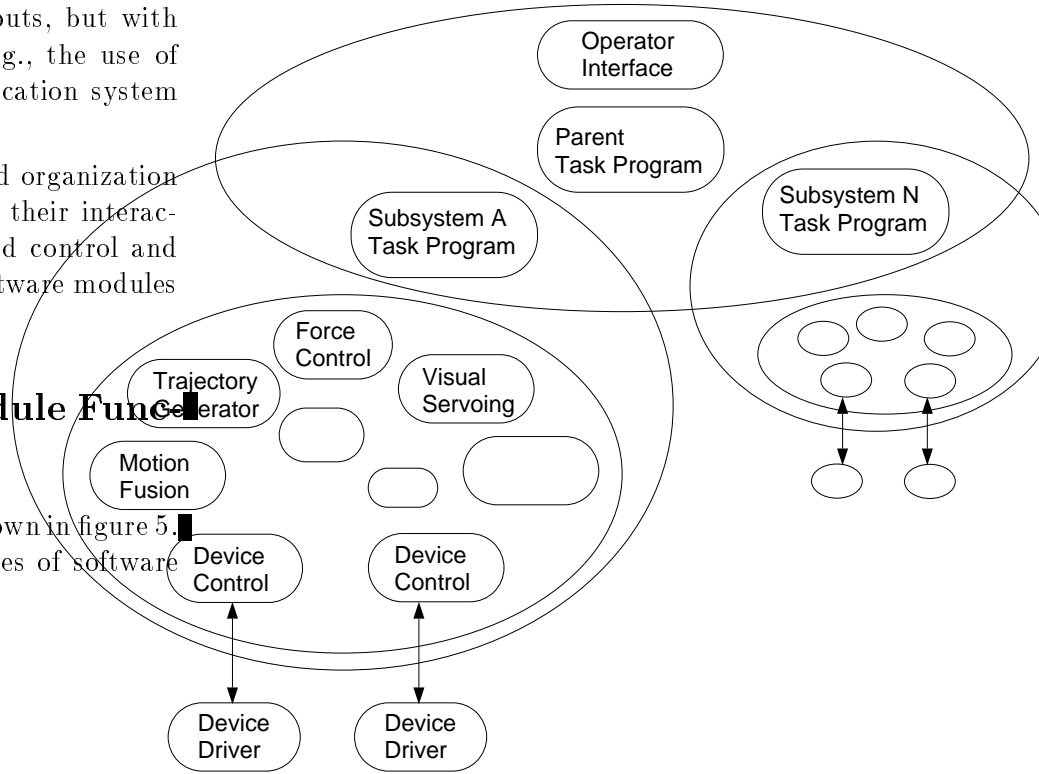 outs, but with
g., the use of
cation system
d organization
their interac-
d control and
tware modules
dule Func-
own in figure 5.
es of software
Operator
Interface
Parent
Task Program
Subsystem A
Task Program
Subsystem N
Task Program
Force
Control
Trajectory
Generator
Visual
Servoing
Motion
Fusion
Device
Control
Device
Control
Device
Driver
Device
Driver